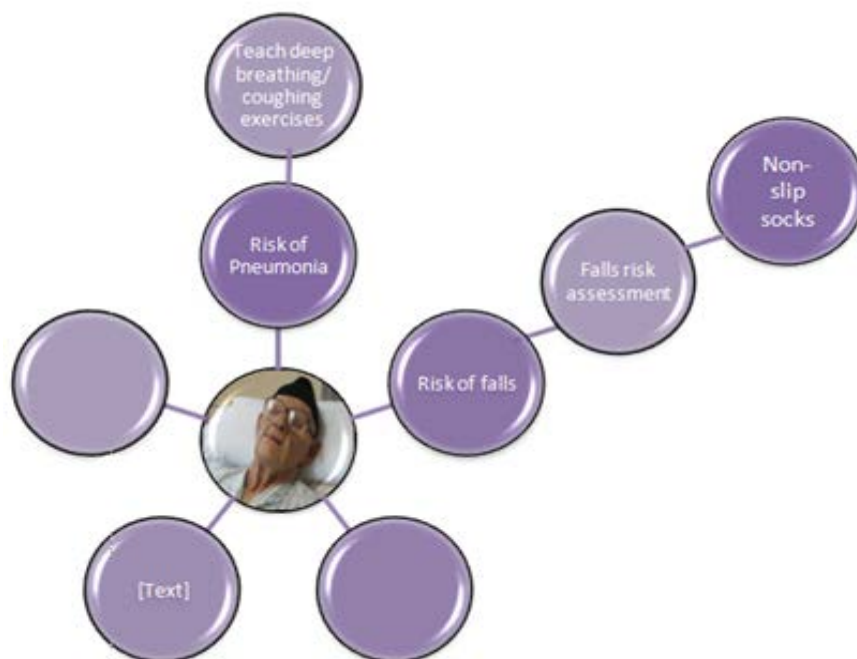 Teach deep
breathing/
coughing
exercises
Non-
slip
socks
Risk of
Pneumonia
Falls risk
assessment
Risk of falls
[Text]